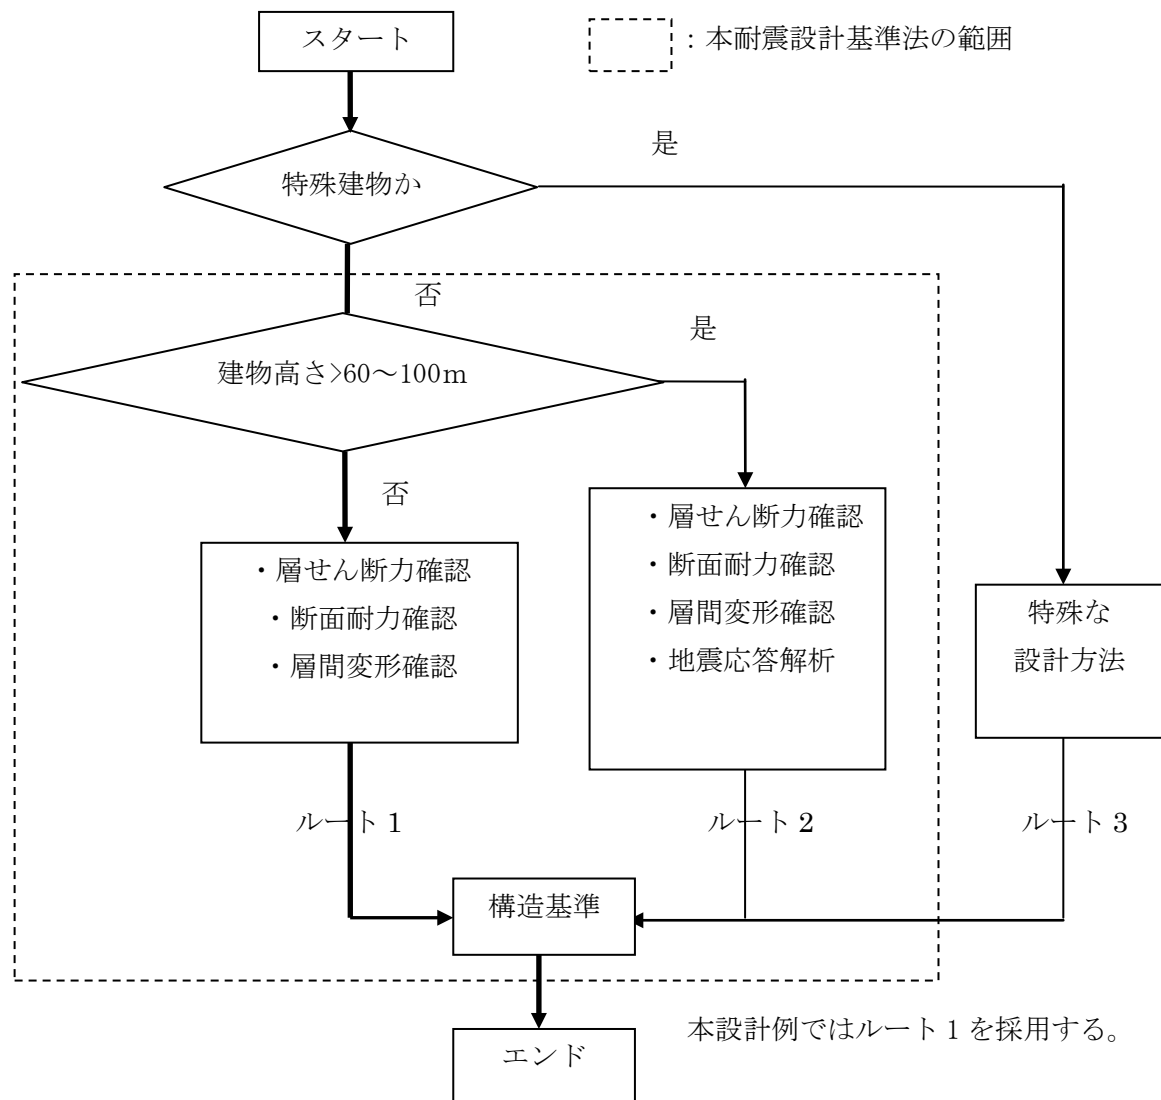 スタート
：本耐震設計基準法の範囲
是
特殊建物か
否
是
建物高さ>60～100m
否
・層せん断力確認
・断面耐力確認
・層間変形確認
・層せん断力確認
・断面耐力確認
・層間変形確認
・地震応答解析
特殊な
設計方法
ルート 1
ルート 2
ルート 3
構造基準
本設計例ではルート 1 を採用する。
エンド